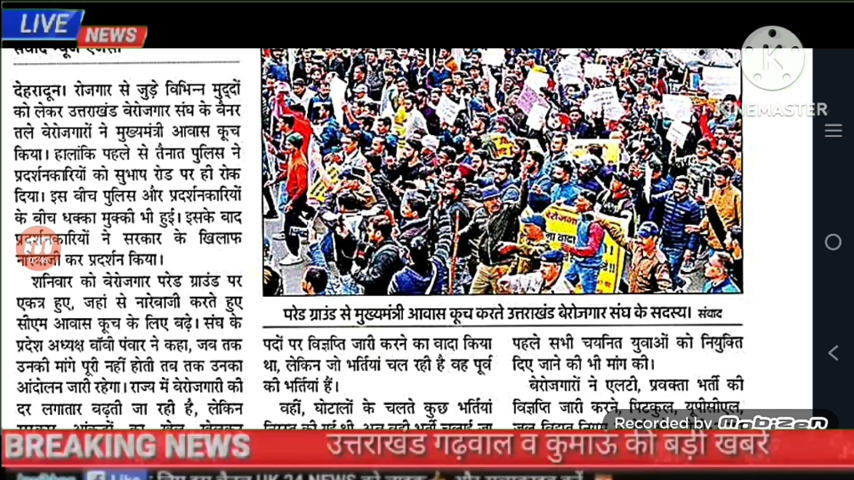 LIVE
NEWS
KINEMASTER
देहरादून। रोजगार से जुड़े विभिन्न मुद्दों
को लेकर उत्तराखंड बेरोजगार संघ के बैनर
तले बेरोजगारों ने मुख्यमंत्री आवास कूच
किया। हालांकि पहले से तैनात पुलिस ने
प्रदर्शनकारियों को सुभाष रोड पर ही रोक
दिया। इस बीच पुलिस और प्रदर्शनकारियों
के बीच धक्का मुक्की भी हुई। इसके बाद
प्रदर्शनकारियों ने सरकार के खिलाफ
कर प्रदर्शन किया।
शनिवार को बेरोजगार परेड ग्राउंड पर
एकत्र हुए, जहां से नारेबाजी करते हुए
सीएम आवास कूच के लिए बढ़े। संघ के
प्रदेश अध्यक्ष बॉबी पंवार ने कहा, जब तक
उनकी मांगे पूरी नहीं होती तब तक उनका
आंदोलन जारी रहेगा। राज्य में बेरोजगारी की
दर लगातार बढ़ती जा रही है, लेकिन
परेड ग्राउंड से मुख्यमंत्री आवास कूच करते उत्तराखंड बेरोजगार संघ के सदस्य। संवाद
पदों पर विज्ञप्ति जारी करने का वादा किया
था, लेकिन जो भर्तियां चल रही है वह पूर्व
की भर्तियां हैं।
वहीं, घोटालों के चलते कुछ भर्तियां
पहले सभी चयनित युवाओं को नियुक्ति
दिए जाने की भी मांग की।
बेरोजगारों ने एलटी, प्रवक्ता भर्ती की
विज्ञप्ति जारी करने, पिटकुल, यूपीसीएल,
Recorded by Mobizen
BREAKING NEWS
उत्तराखंड गढ़वाल व कुमाऊं की बड़ी खबरें